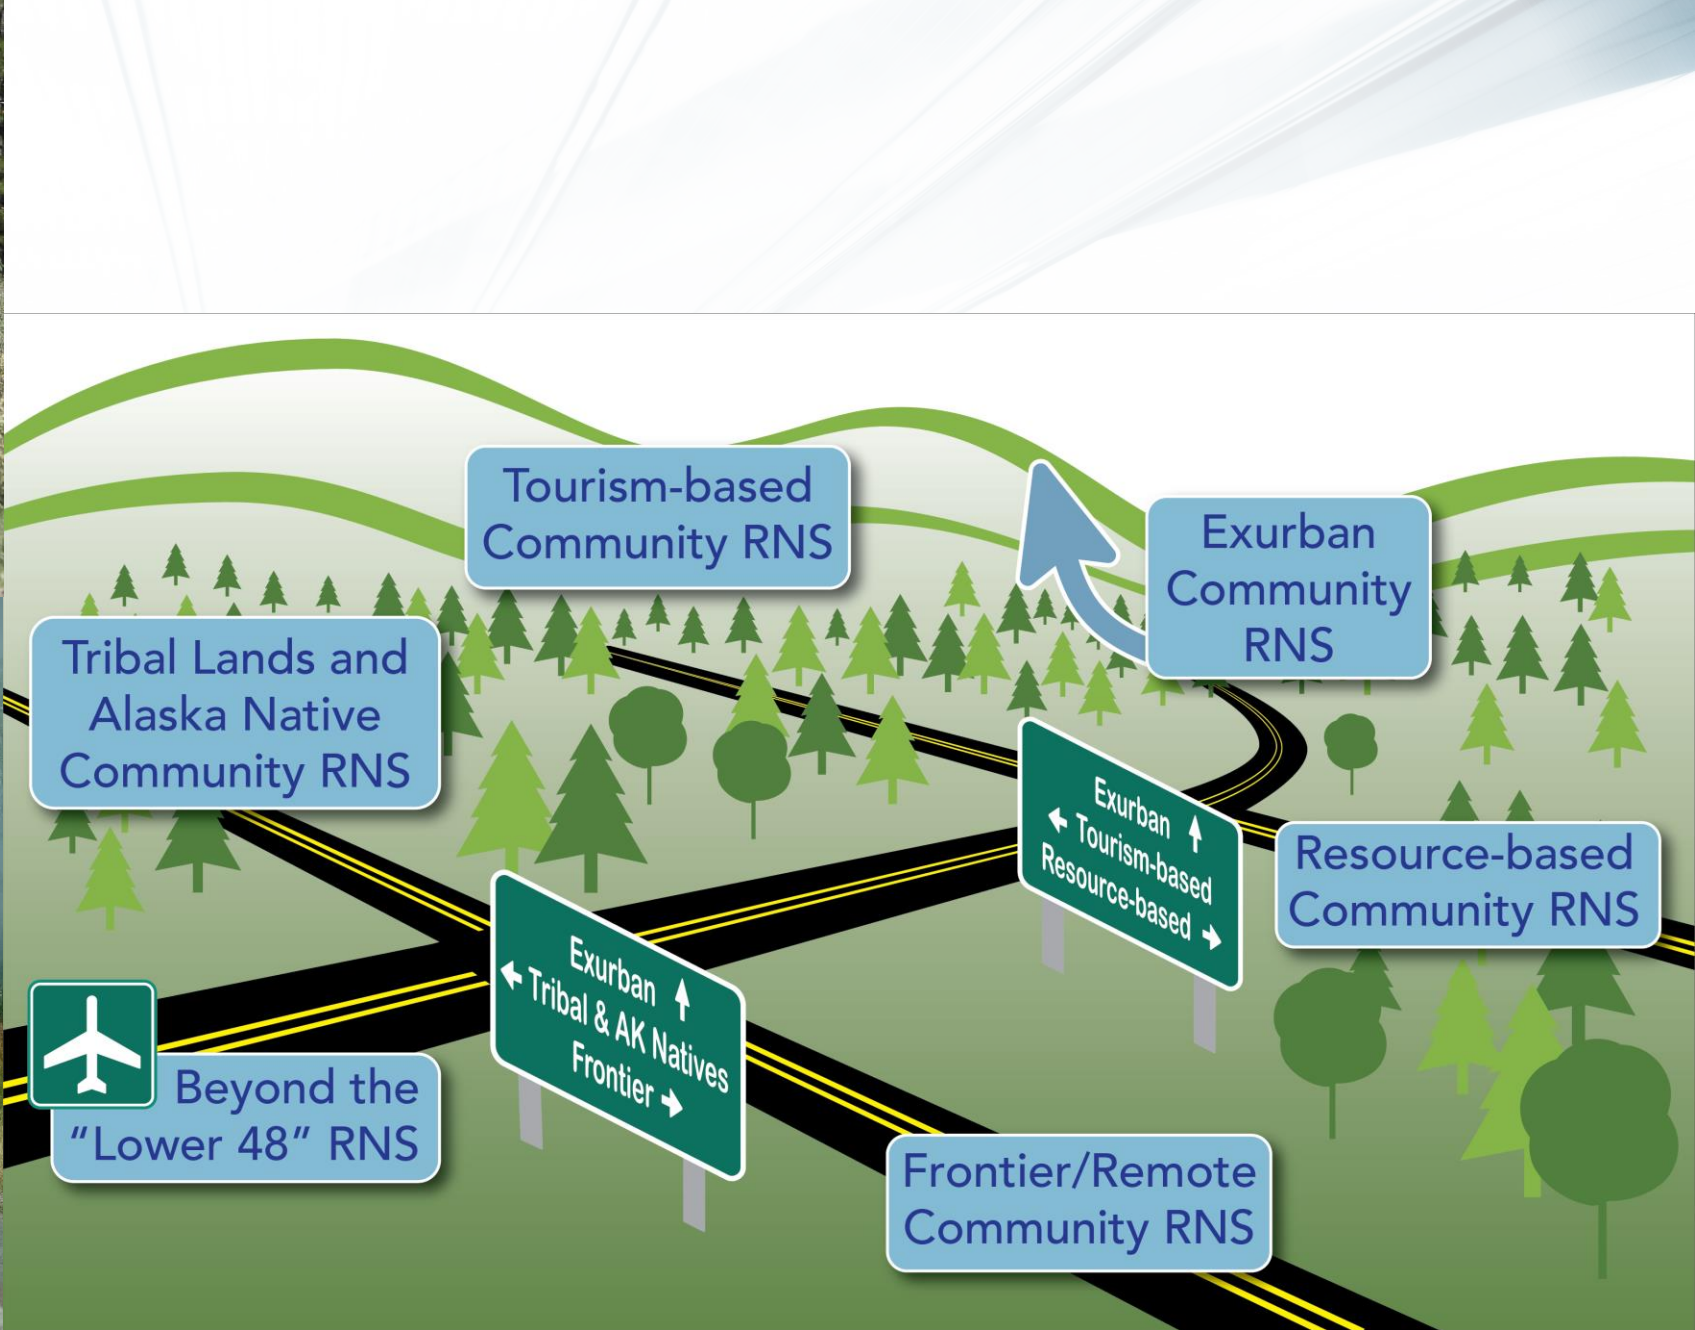 Tourism-based
Community RNS
Exurban
Community
RNS
Tribal Lands and
Alaska Native
Community RNS
Exurban
Tourism-based
Resource-based
Resource-based
Community RNS
Exurban
Tribal & AK Natives
Frontier
Beyond the
“Lower 48” RNS
Frontier/Remote
Community RNS